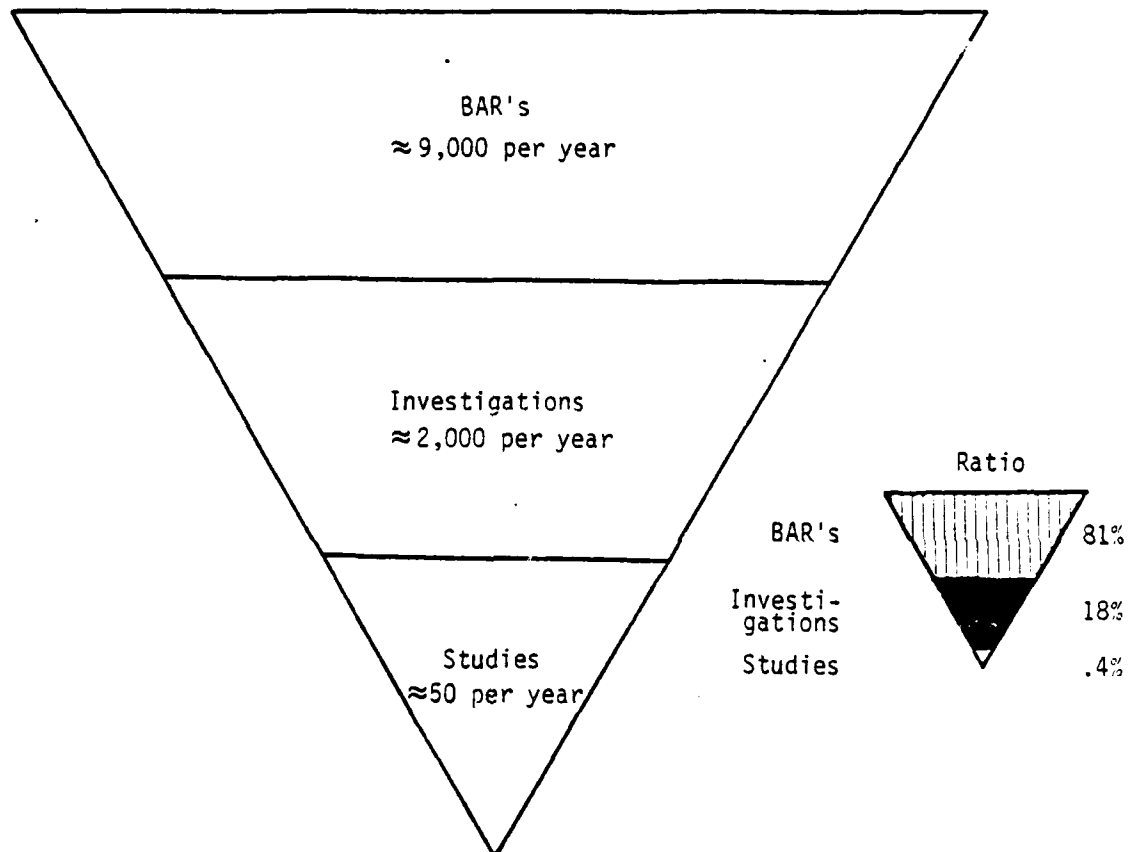 BAR's
≈ 9,000 per year
Investigations
≈ 2,000 per year
Studies
≈50 per year
Ratio
BAR's 81%
Investi-
gations 18%
Studies .4%